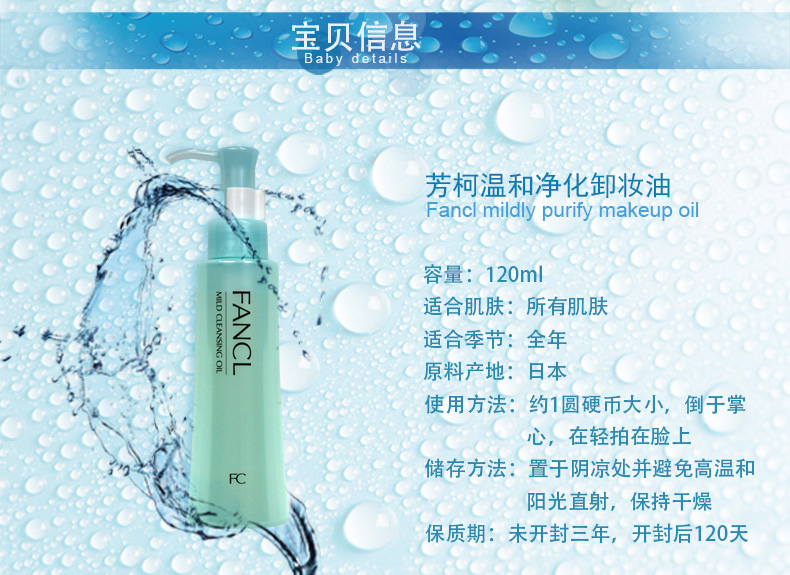 宝贝信息
Baby details
芳柯温和净化卸妆油
Fancl mildly purify makeup oil
容量：120ml
适合肌肤：所有肌肤
适合季节：全年
原料产地：日本
使用方法：约1圆硬币大小，倒于掌
心，在轻拍在脸上
储存方法：置于阴凉处并避免高温和
阳光直射，保持干燥
保质期：未开封三年，开封后120天
FANCL
MILD CLEANSING OIL
FC